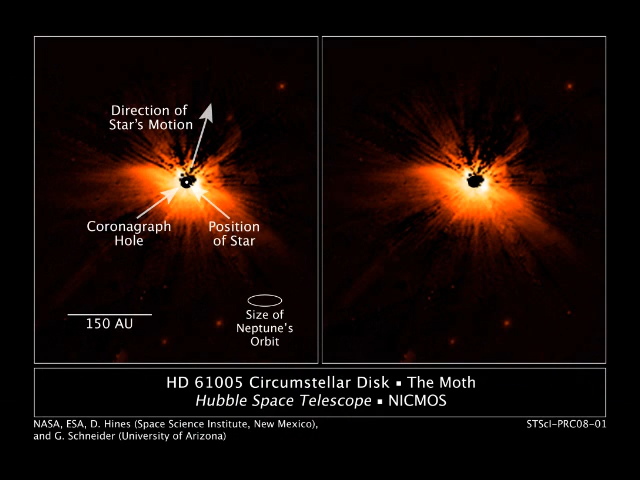 Direction of
Star's Motion
Coronagraph
Hole
Position
of Star
150 AU
Size of
Neptune's
Orbit
HD 61005 Circumstellar Disk ▪ The Moth
Hubble Space Telescope ▪ NICMOS
NASA, ESA, D. Hines (Space Science Institute, New Mexico),
and G. Schneider (University of Arizona)
STScI-PRC08-01